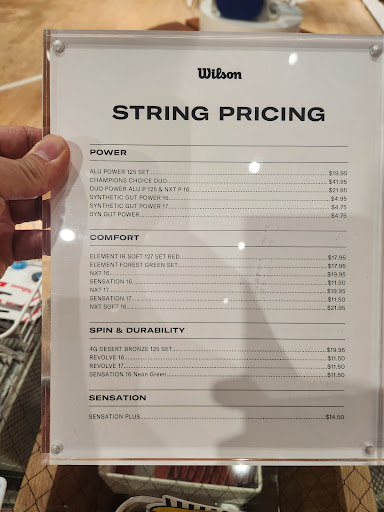 Wilson
STRING PRICING
POWER
ALU POWER 125 SET $19.95
CHAMPIONS CHOICE DUO $41.95
DUO POWER ALU P 125 & NXT P 16 $21.95
SYNTHETIC GUT POWER 16 $4.95
SYNTHETIC GUT POWER 17 $4.75
SYN GUT POWER $4.75
COMFORT
ELEMENT IR SOFT 127 SET RED $17.95
ELEMENT FOREST GREEN SET $17.95
NXT 16 $19.95
SENSATION 16 $11.50
NXT 17 $19.95
SENSATION 17 $11.50
NXT SOFT 16 $21.95
SPIN & DURABILITY
4G DESERT BRONZE 125 SET $19.95
REVOLVE 16 $11.50
REVOLVE 17 $11.50
SENSATION 16 Neon Green $11.50
SENSATION
SENSATION PLUS $14.50